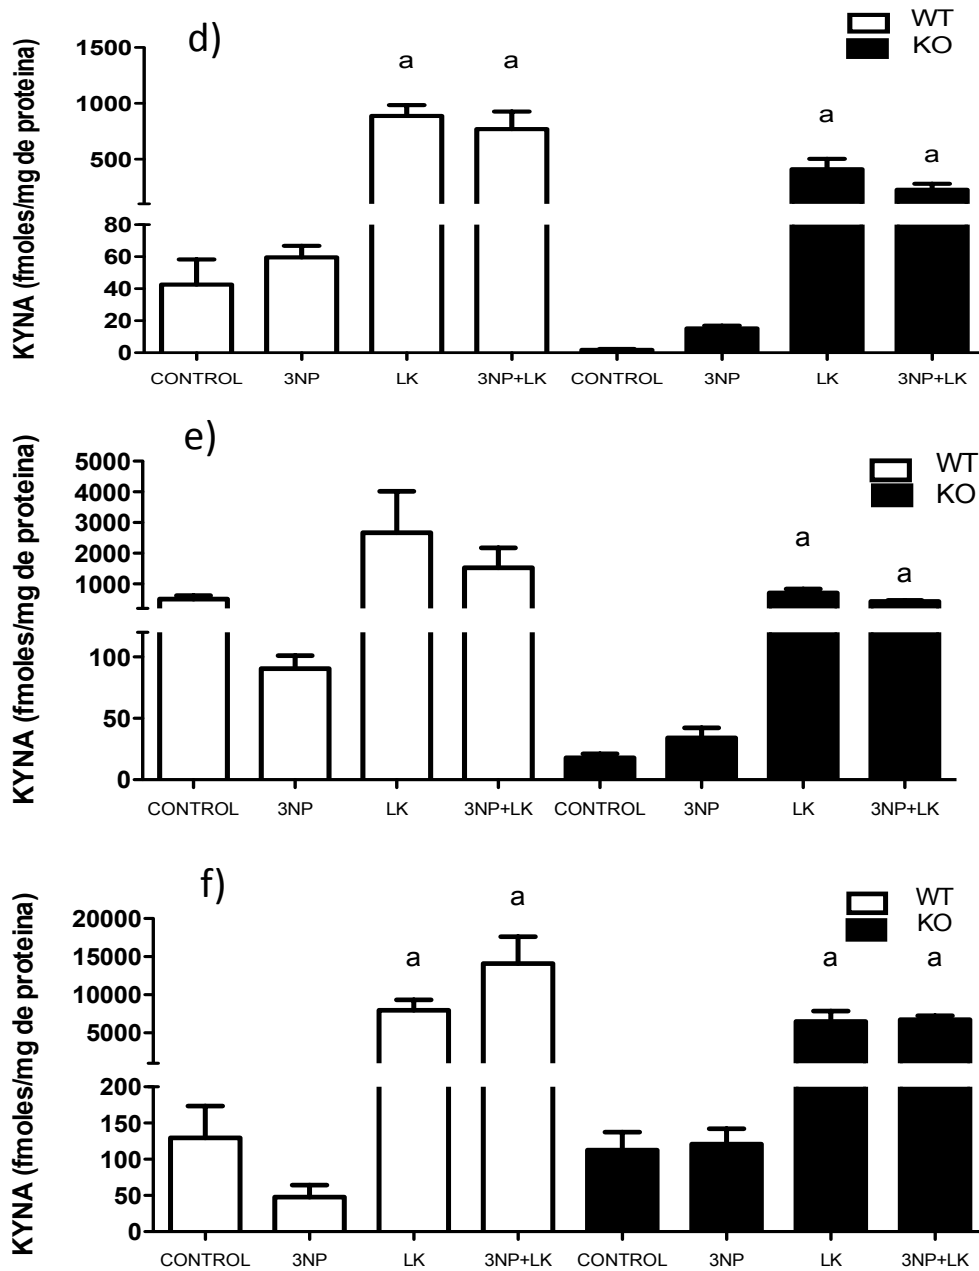 d)
WT
KO
KYNA (fmoles/mg de proteina)
1500
1000
500
80
60
40
20
0
a
a
a
a
CONTROL 3NP LK 3NP+LK CONTROL 3NP LK 3NP+LK
e)
WT
KO
KYNA (fmoles/mg de proteina)
5000
4000
3000
2000
1000
100
50
0
a
a
CONTROL 3NP LK 3NP+LK CONTROL 3NP LK 3NP+LK
f)
WT
KO
KYNA (fmoles/mg de proteina)
20000
15000
10000
5000
200
150
100
50
0
a
a
a
a
CONTROL 3NP LK 3NP+LK CONTROL 3NP LK 3NP+LK